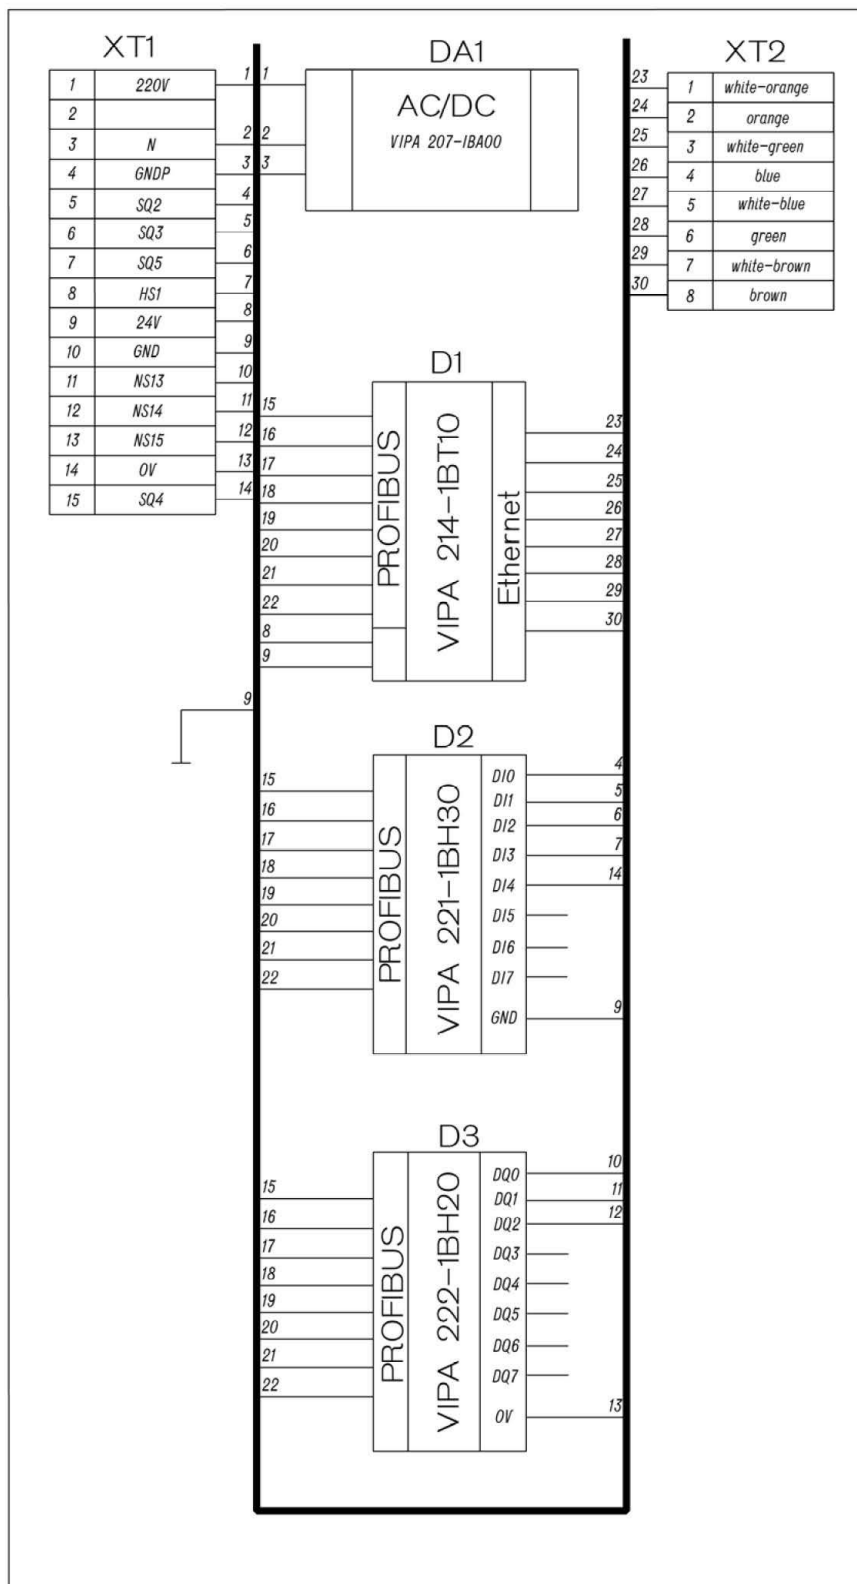 XT1
1 220V 1
2
3 N 2
4 GNDP 3
5 SQ2 4
6 SQ3 5
7 SQ5 6
8 HS1 7
9 24V 8
10 GND 9
11 NS13 10
12 NS14 11
13 NS15 12
14 0V 13
15 SQ4 14
DA1
1
2
3
AC/DC
VIPA 207-1BA00
XT2
23 1 white-orange
24 2 orange
25 3 white-green
26 4 blue
27 5 white-blue
28 6 green
29 7 white-brown
30 8 brown
D1
15
16
17
18
19
20
21
22
8
9
PROFIBUS
VIPA 214-1BT10
Ethernet
23
24
25
26
27
28
29
30
9
D2
15
16
17
18
19
20
21
22
PROFIBUS
VIPA 221-1BH30
DI0 4
DI1 5
DI2 6
DI3 7
DI4 14
DI5
DI6
DI7
GND 9
D3
15
16
17
18
19
20
21
22
PROFIBUS
VIPA 222-1BH20
DQ0 10
DQ1 11
DQ2 12
DQ3
DQ4
DQ5
DQ6
DQ7
0V 13